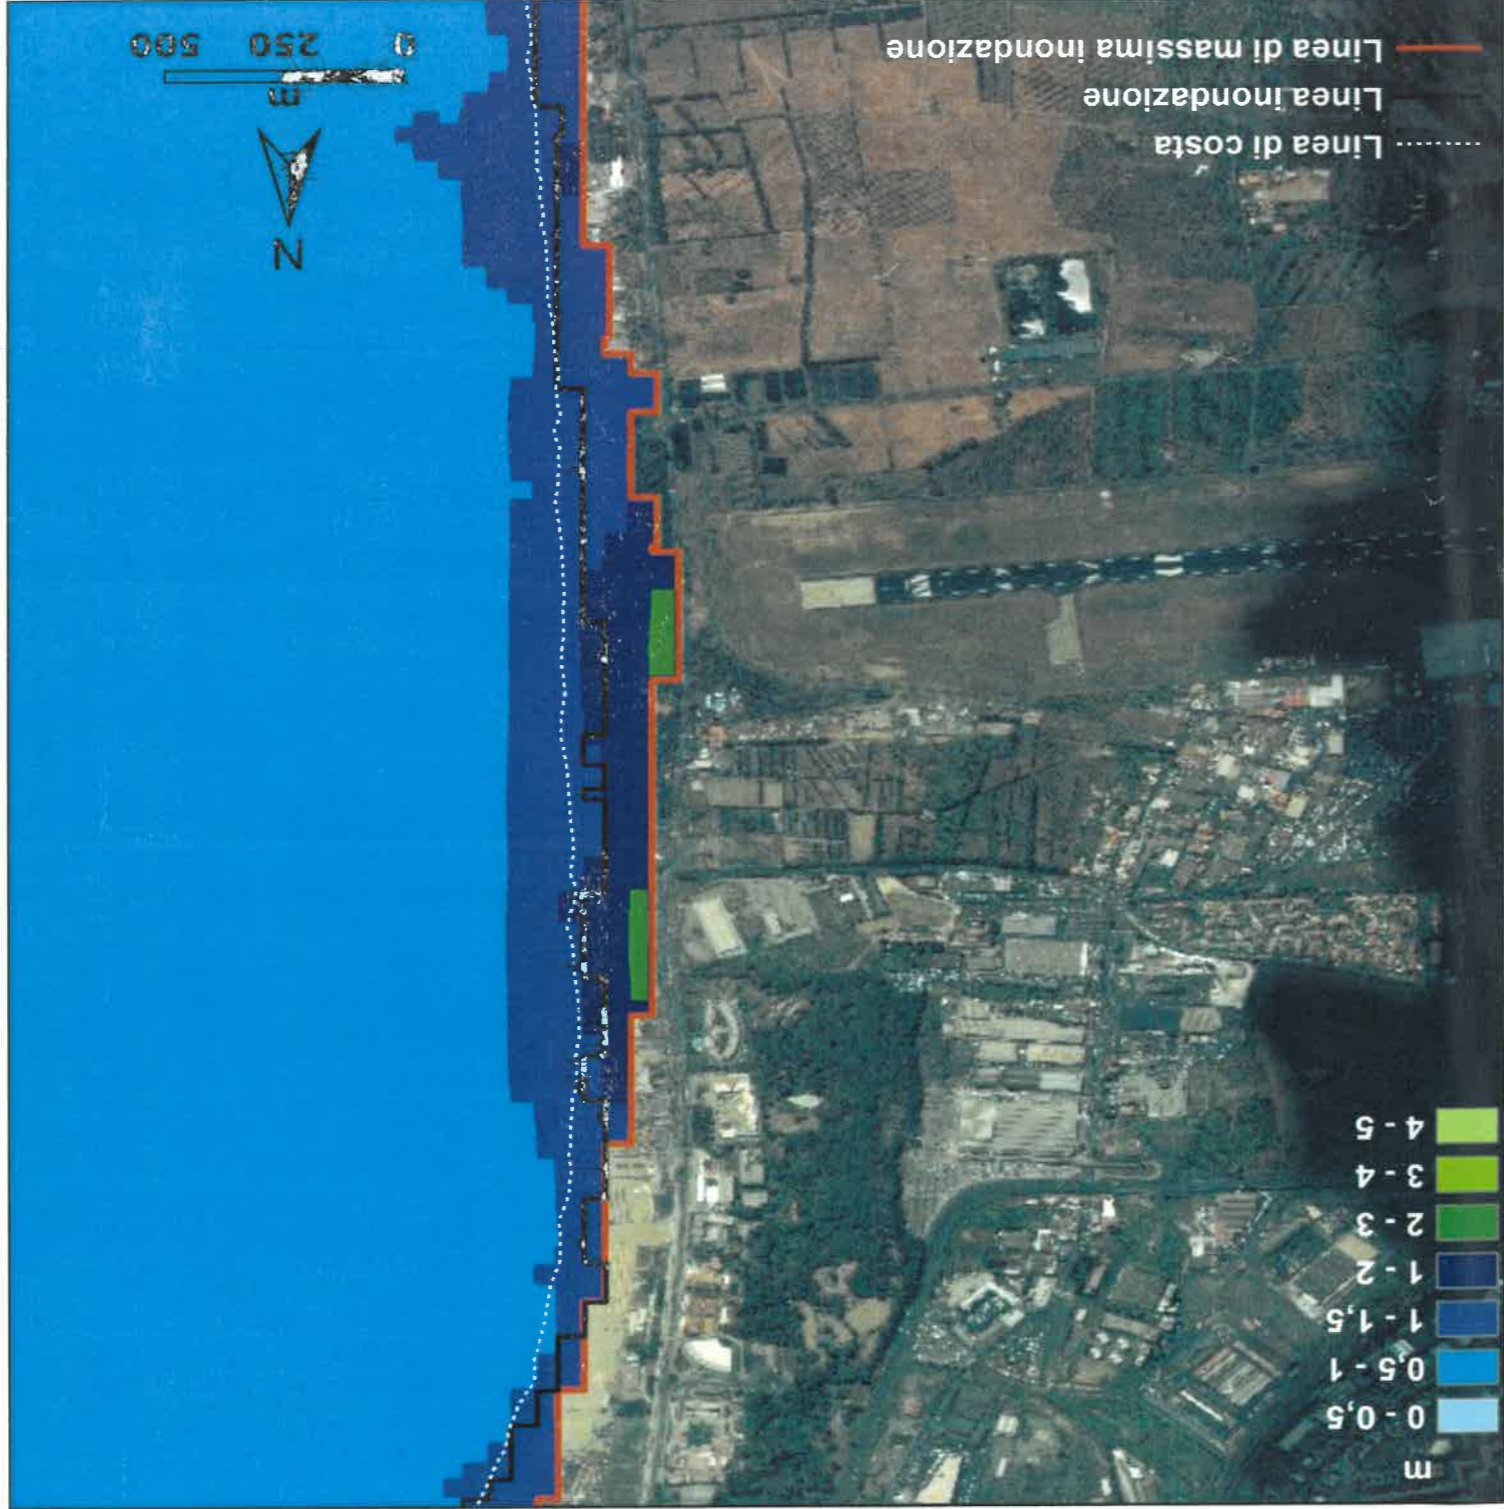 m
0 - 0,5
0,5 - 1
1 - 1,5
1 - 2
2 - 3
3 - 4
4 - 5
Linea di costa
Linea inondazione
Linea di massima inondazione
N
m
0 250 500